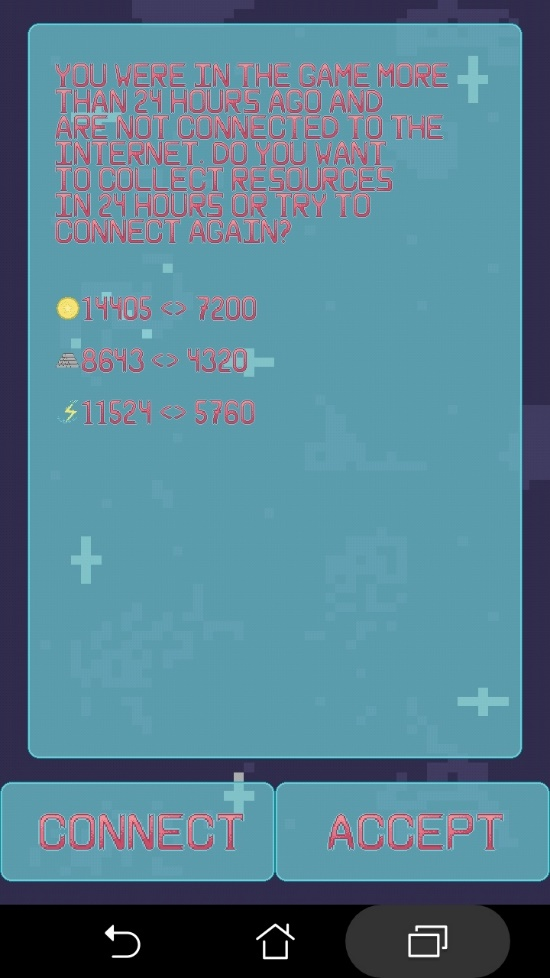 YOU WERE IN THE GAME MORE
THAN 24 HOURS AGO AND
ARE NOT CONNECTED TO THE
INTERNET. DO YOU WANT
TO COLLECT RESOURCES
IN 24 HOURS OR TRY TO
CONNECT AGAIN?
14405 <> 7200
8643 <> 4320
11524 <> 5760
CONNECT ACCEPT